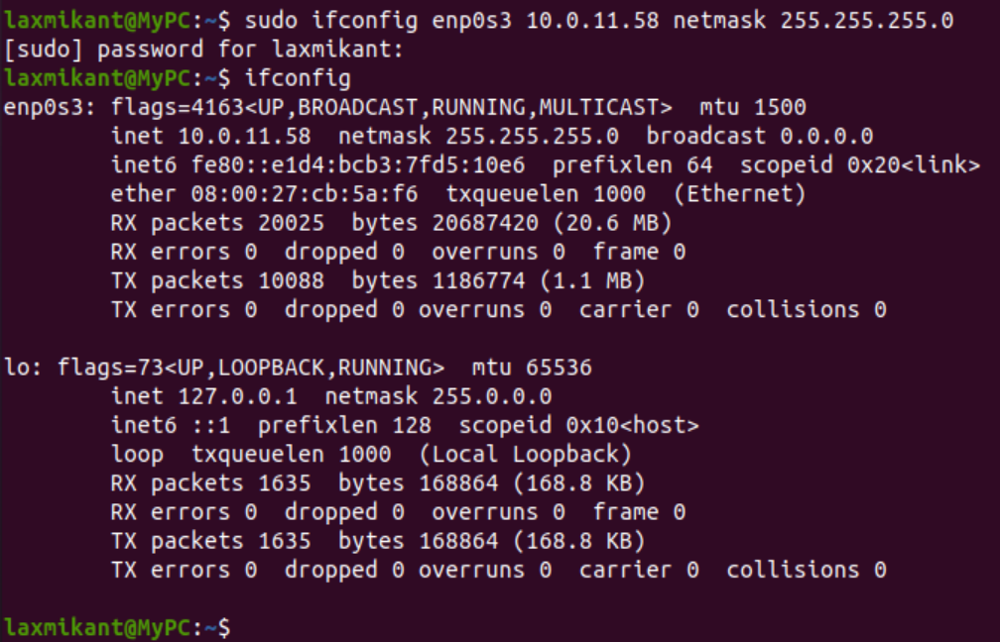 laxmikant@MyPC:~$ sudo ifconfig enp0s3 10.0.11.58 netmask 255.255.255.0
[sudo] password for laxmikant:
laxmikant@MyPC:~$ ifconfig
enp0s3: flags=4163<UP,BROADCAST,RUNNING,MULTICAST>  mtu 1500
        inet 10.0.11.58  netmask 255.255.255.0  broadcast 0.0.0.0
        inet6 fe80::e1d4:bcb3:7fd5:10e6  prefixlen 64  scopeid 0x20<link>
        ether 08:00:27:cb:5a:f6  txqueuelen 1000  (Ethernet)
        RX packets 20025  bytes 20687420 (20.6 MB)
        RX errors 0  dropped 0  overruns 0  frame 0
        TX packets 10088  bytes 1186774 (1.1 MB)
        TX errors 0  dropped 0 overruns 0  carrier 0  collisions 0

lo: flags=73<UP,LOOPBACK,RUNNING>  mtu 65536
        inet 127.0.0.1  netmask 255.0.0.0
        inet6 ::1  prefixlen 128  scopeid 0x10<host>
        loop  txqueuelen 1000  (Local Loopback)
        RX packets 1635  bytes 168864 (168.8 KB)
        RX errors 0  dropped 0  overruns 0  frame 0
        TX packets 1635  bytes 168864 (168.8 KB)
        TX errors 0  dropped 0 overruns 0  carrier 0  collisions 0

laxmikant@MyPC:~$